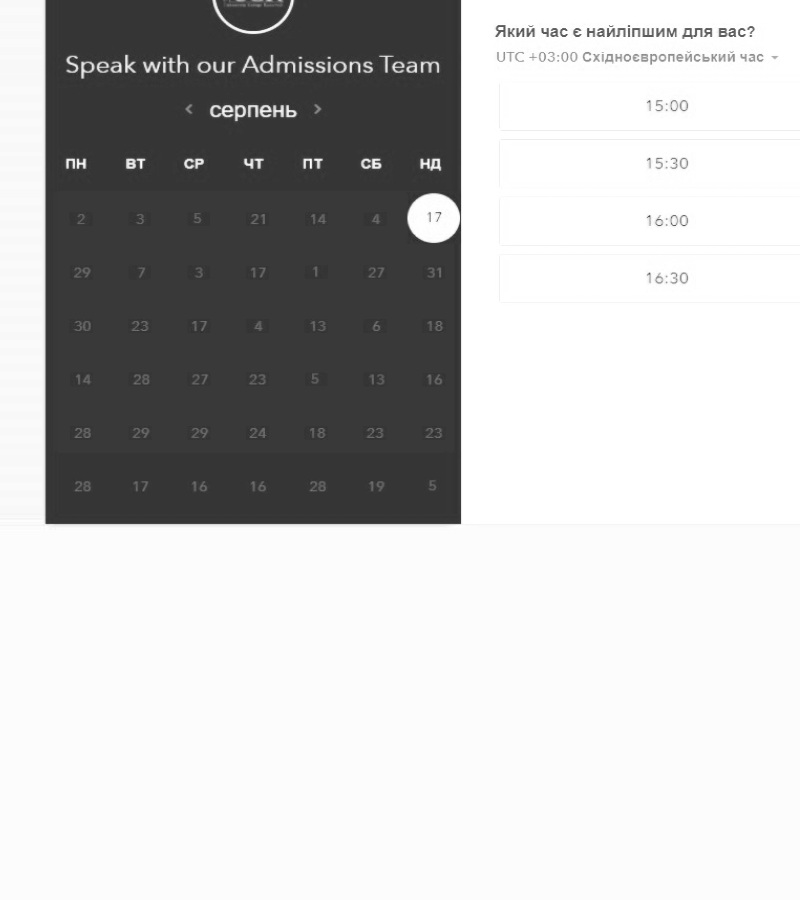 Speak with our Admissions Team
серпень
ПН ВТ СР ЧТ ПТ СБ НД
2 3 5 21 14 4 17
29 7 3 17 1 27 31
30 23 17 4 13 6 18
14 28 27 23 5 13 16
28 29 29 24 18 23 23
28 17 16 16 28 19 5
Який час є найліпшим для вас?
UTC +03:00 Східноєвропейський час
15:00
15:30
16:00
16:30